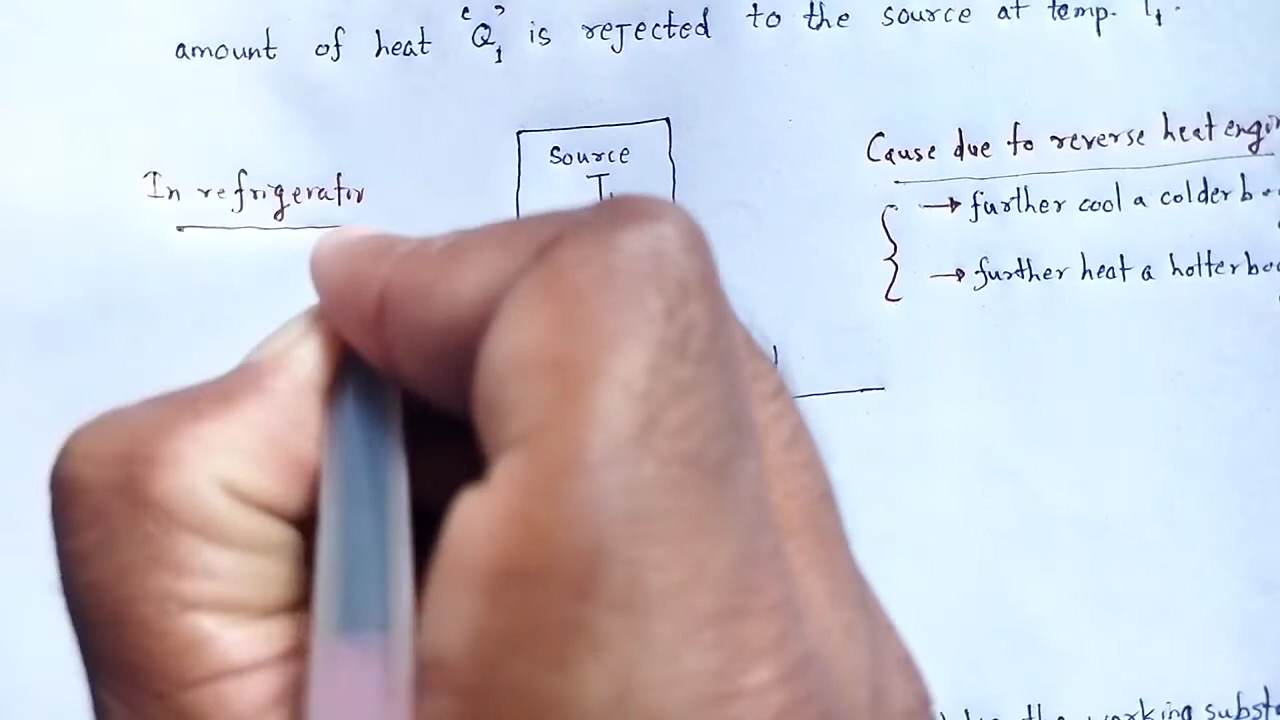 amount of heat ‘Q₁’ is rejected to the source at temp. T₁.
Source
In refrigerator
Cause due to reverse heat
→ further cool a colder
→ further heat a hotter
the working